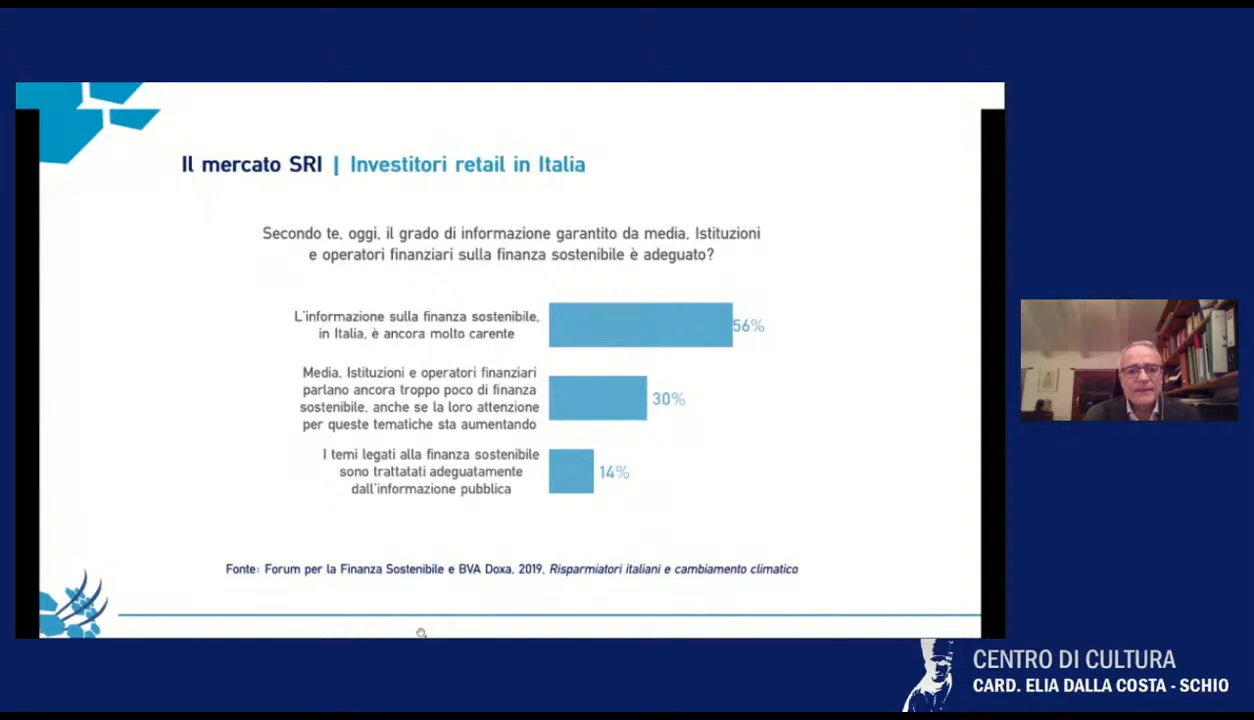 Il mercato SRI | Investitori retail in Italia
Secondo te, oggi, il grado di informazione garantito da media, Istituzioni
e operatori finanziari sulla finanza sostenibile è adeguato?
L'informazione sulla finanza sostenibile,
in Italia, è ancora molto carente
56%
Media, Istituzioni e operatori finanziari
parlano ancora troppo poco di finanza
sostenibile, anche se la loro attenzione
per queste tematiche sta aumentando
30%
I temi legati alla finanza sostenibile
sono trattatati adeguatamente
dall'informazione pubblica
14%
Fonte: Forum per la Finanza Sostenibile e BVA Doxa, 2019, Risparmiatori italiani e cambiamento climatico
CENTRO DI CULTURA
CARD. ELIA DALLA COSTA - SCHIO